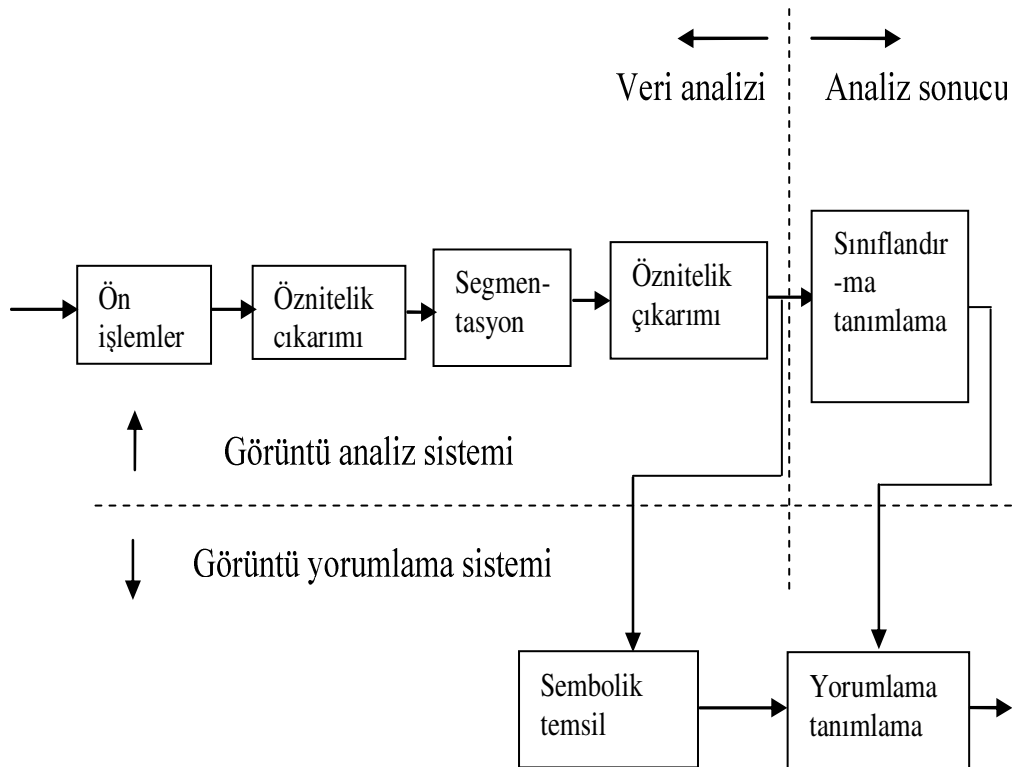 Veri analizi
Analiz sonucu
Ön
işlemler
Öznitelik
cıkarımı
Segmen-
tasyon
Öznitelik
çıkarımı
Sınıflandır
-ma
tanımlama
Görüntü analiz sistemi
Görüntü yorumlama sistemi
Sembolik
temsil
Yorumlama
tanımlama